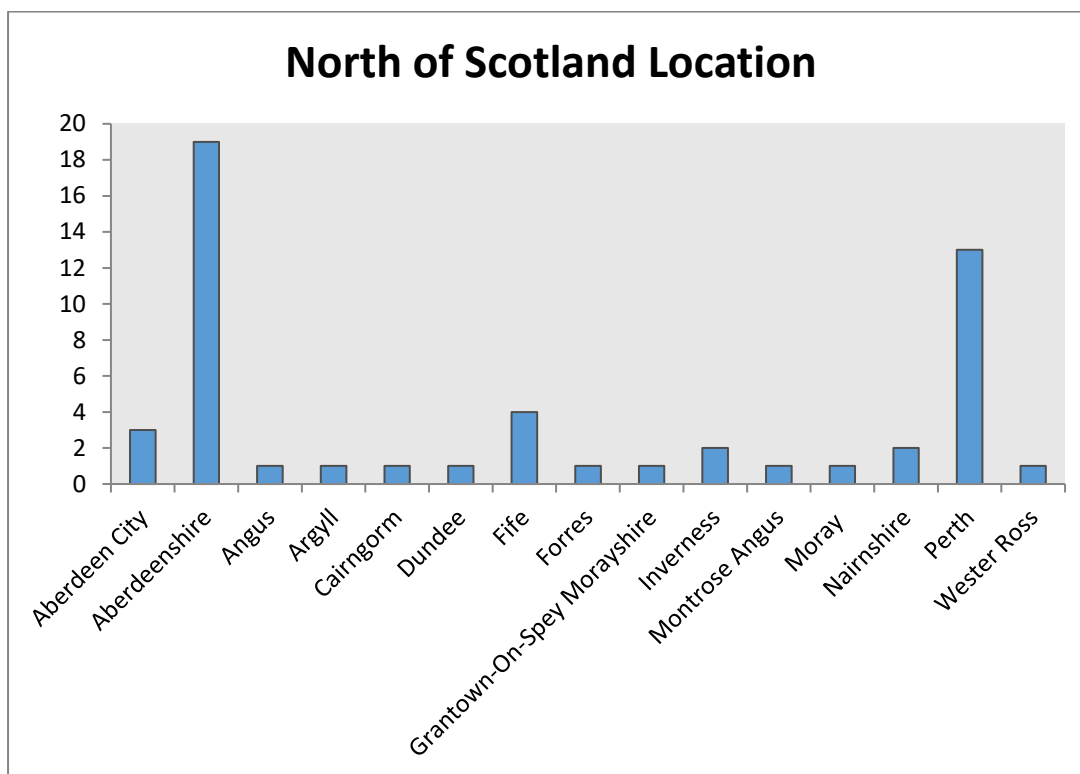 North of Scotland Location
20
18
16
14
12
10
8
6
4
2
0
Aberdeen City
Aberdeenshire
Angus
Argyll
Cairngorm
Dundee
Fife
Forres
Grantown-On-Spey Morayshire
Inverness
Montrose Angus
Moray
Nairnshire
Perth
Wester Ross